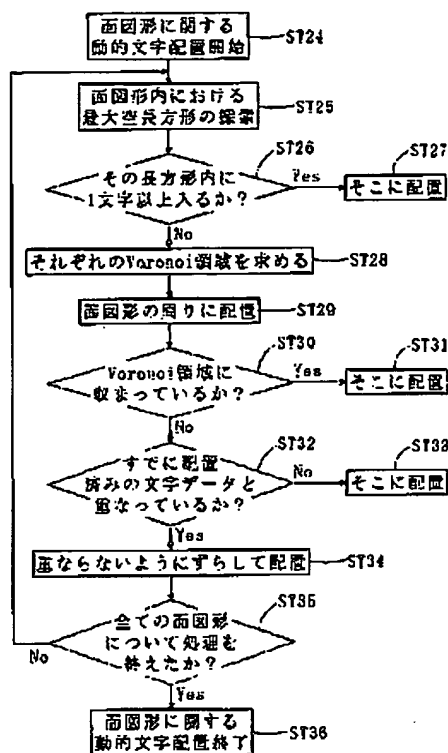 面図形に関する
動的文字配置開始
ST24
面図形内における
最大空長方形の探索
ST25
ST26
その長方形内に
1文字以上入るか?
Yes
ST27
そこに配置
No
それぞれのVoronoi領域を求める
ST28
面図形の周りに配置
ST29
ST30
Voronoi領域に
収まっているか?
Yes
ST31
そこに配置
No
ST32
すでに配置
済みの文字データと
重なっているか?
No
ST33
そこに配置
Yes
重ならないようにずらして配置
ST34
ST35
全ての面図形
について処理を
終えたか?
No
Yes
面図形に関する
動的文字配置終了
ST36